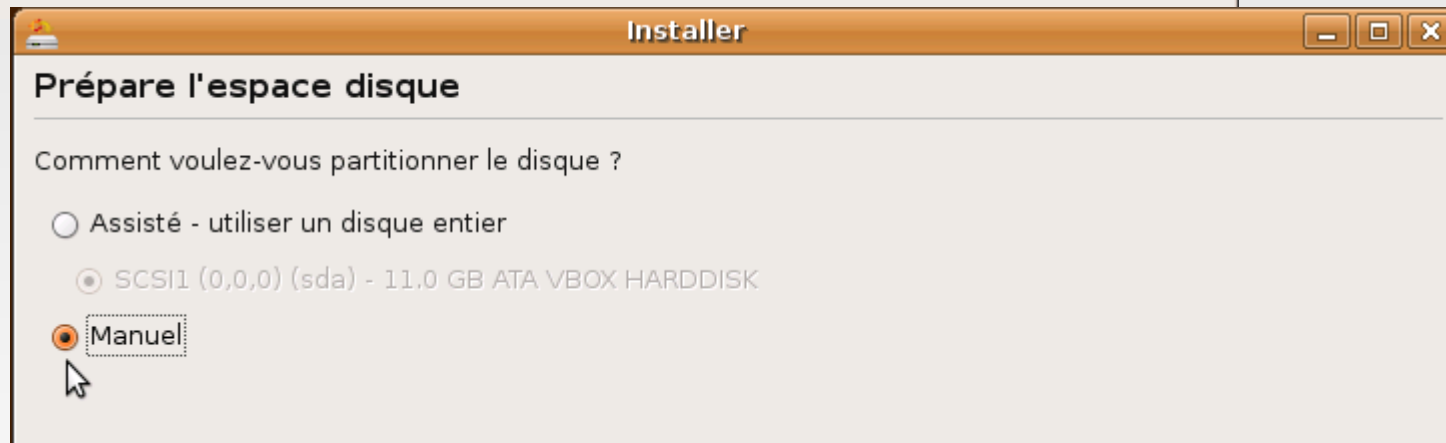 Installer
Prépare l'espace disque
Comment voulez-vous partitionner le disque ?
Assisté - utiliser un disque entier
SCSI1 (0,0,0) (sda) - 11.0 GB ATA VBOX HARDDISK
Manuel